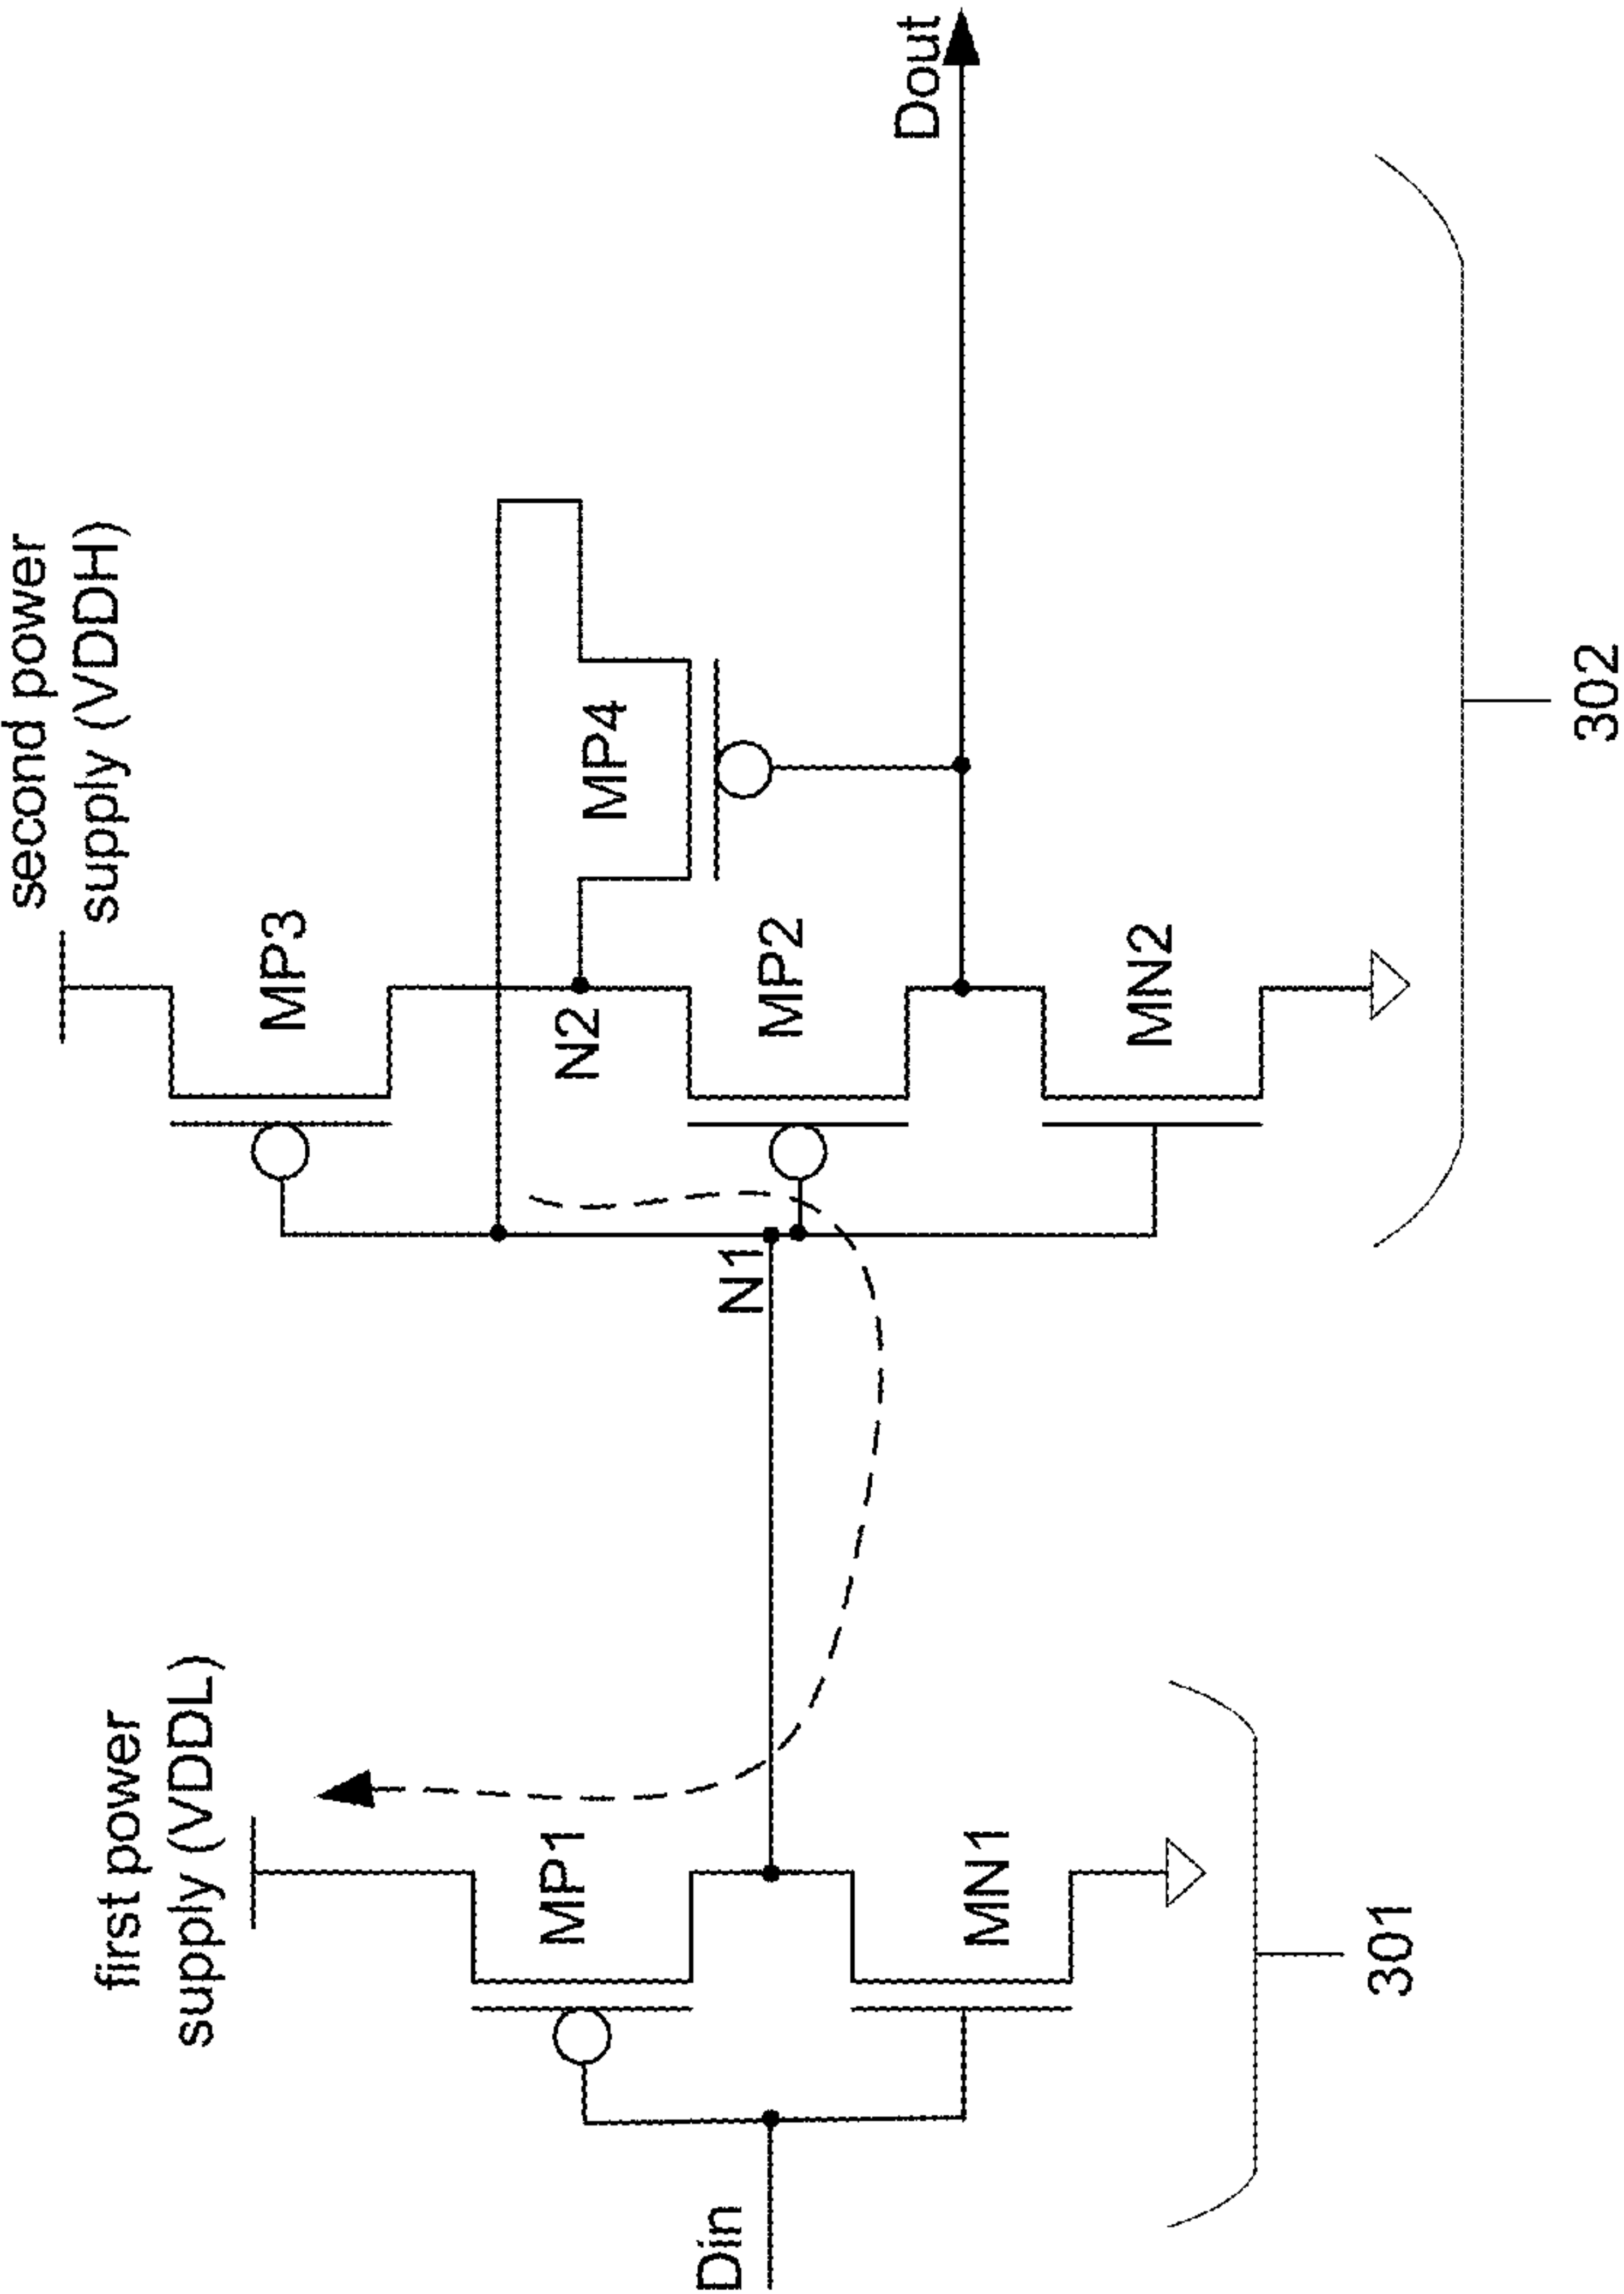 second power
supply (VDDH)
first power
supply (VDDL)
MP3
N2
MP4
MP1
N1
MP2
Din
Dout
MN1
MN2
301
302